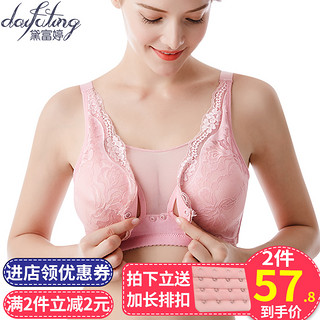 dayfuting
黛富婷
进店领优惠券
满2件立减2元
拍下立送
加长排扣
2件
57.8
到手价